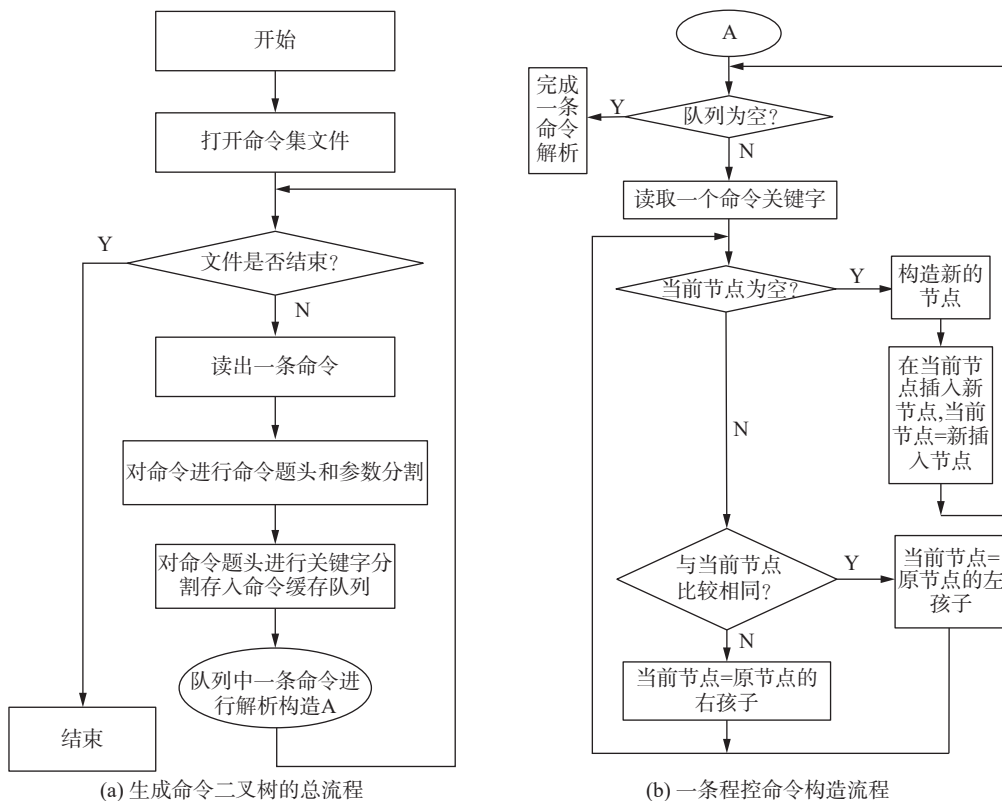 开始
打开命令集文件
Y
文件是否结束?
N
读出一条命令
对命令进行命令题头和参数分割
对命令题头进行关键字分
割存入命令缓存队列
队列中一条命令进
行解析构造A
结束
(a) 生成命令二叉树的总流程
A
完成
一条
命令
解析
Y
队列为空?
N
读取一个命令关键字
当前节点为空?
Y
构造新的
节点
在当前节
点插入新
节点,当前
节点=新插
入节点
N
与当前节点
比较相同?
Y
当前节点=
原节点的左
孩子
N
当前节点=原节点的
右孩子
(b) 一条程控命令构造流程